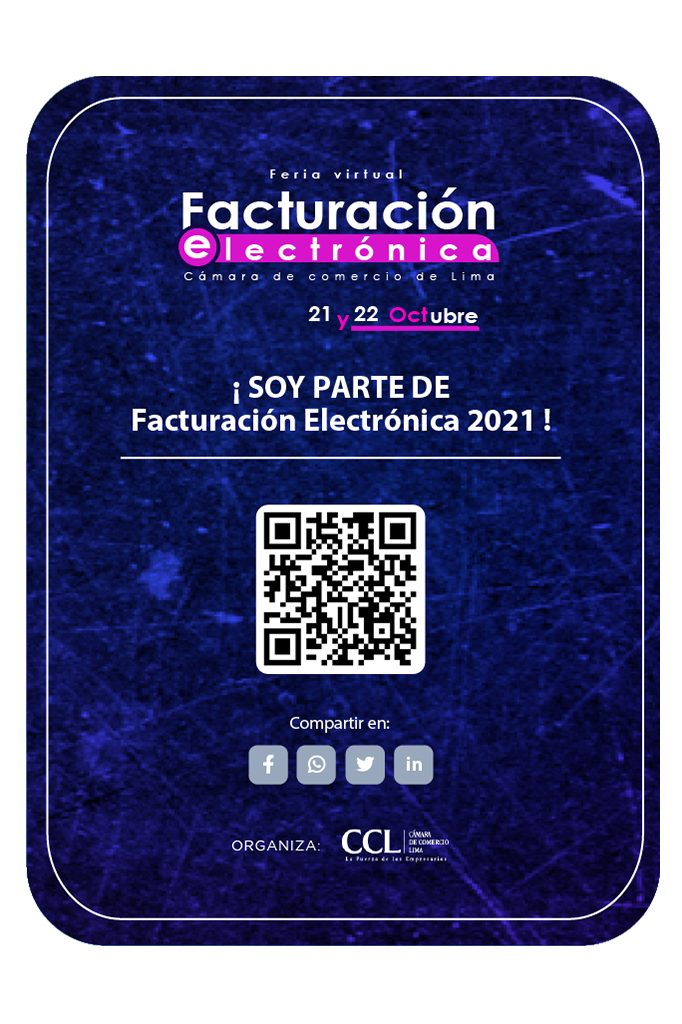 Feria virtual
Facturación
electrónica
Cámara de comercio de Lima
21 y 22 Octubre
¡ SOY PARTE DE
Facturación Electrónica 2021 !
Compartir en:
in
ORGANIZA:
CCL
CÁMARA
DE COMERCIO
LIMA
La Fuerza de los Empresarios